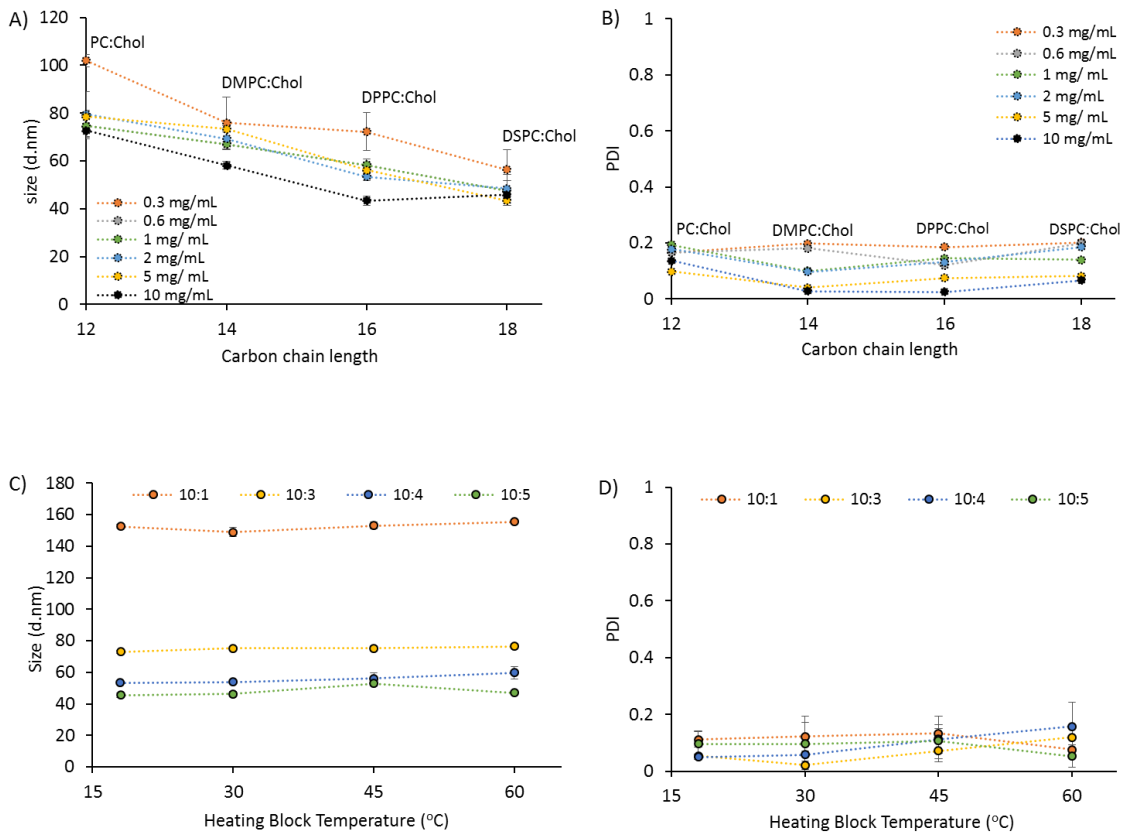 A)
120
100
80
60
40
20
0
size (d.nm)
PC:Chol
DMPC:Chol
DPPC:Chol
DSPC:Chol
0.3 mg/mL
0.6 mg/mL
1 mg/ mL
2 mg/mL
5 mg/ mL
10 mg/mL
12 14 16 18
Carbon chain length
B)
1
0.8
0.6
0.4
0.2
0
PDI
0.3 mg/mL
0.6 mg/mL
1 mg/ mL
2 mg/mL
5 mg/mL
10 mg/mL
PC:Chol
DMPC:Chol
DPPC:Chol
DSPC:Chol
12 14 16 18
Carbon chain length
C)
180
160
140
120
100
80
60
40
20
0
Size (d.nm)
10:1 10:3 10:4 10:5
15 30 45 60
Heating Block Temperature (°C)
D)
1
0.8
0.6
0.4
0.2
0
PDI
10:1 10:3 10:4 10:5
15 30 45 60
Heating Block Temperature (°C)